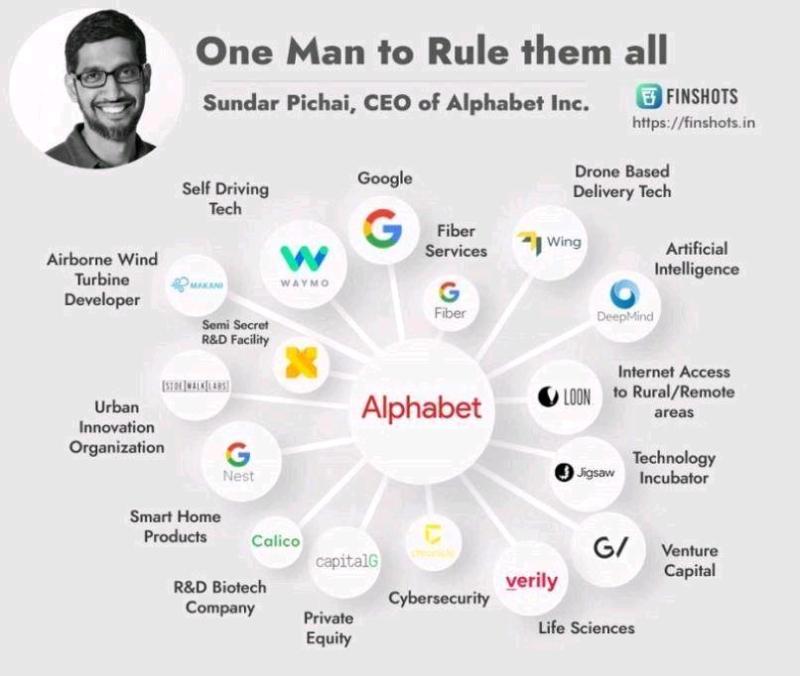 One Man to Rule them all
Sundar Pichai, CEO of Alphabet Inc.
FINSHOTS
https://finshots.in
Self Driving
Tech
Google
Drone Based
Delivery Tech
Airborne Wind
Turbine
Developer
MAKANI
WAYMO
G
Fiber
Services
Wing
Artificial
Intelligence
G
Fiber
DeepMind
Semi Secret
R&D Facility
[SIDE]WALK[LABS]
Alphabet
LOON
Internet Access
to Rural/Remote
areas
Urban
Innovation
Organization
G
Nest
Jigsaw
Technology
Incubator
Smart Home
Products
Calico
capitalG
chronicle
verily
G/
Venture
Capital
R&D Biotech
Company
Private
Equity
Cybersecurity
Life Sciences